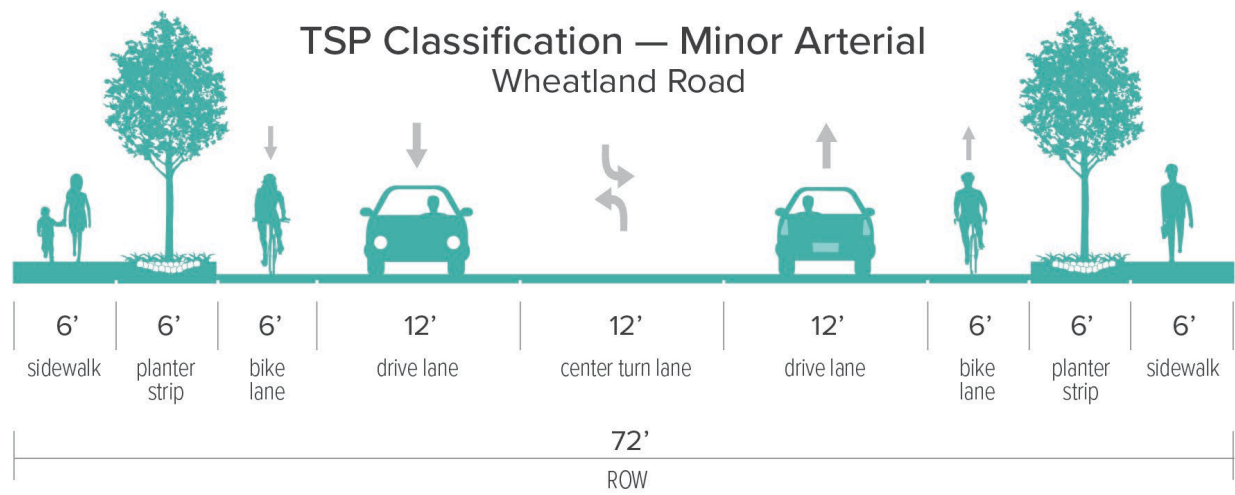 TSP Classification — Minor Arterial
Wheatland Road
6’ 6’ 6’ 12’ 12’ 12’ 6’ 6’ 6’
sidewalk planter strip bike lane drive lane center turn lane drive lane bike lane planter strip sidewalk
72’
ROW